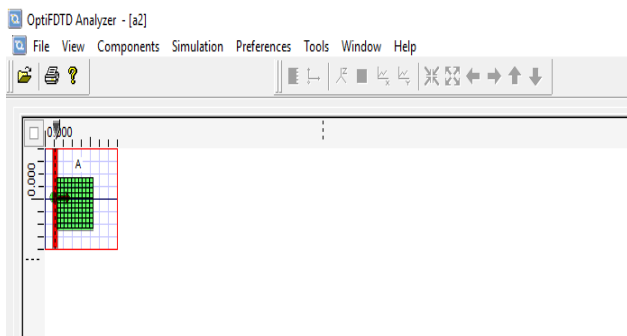 OptiFDTD Analyzer - [a2]
File View Components Simulation Preferences Tools Window Help
0.000
A
0.000